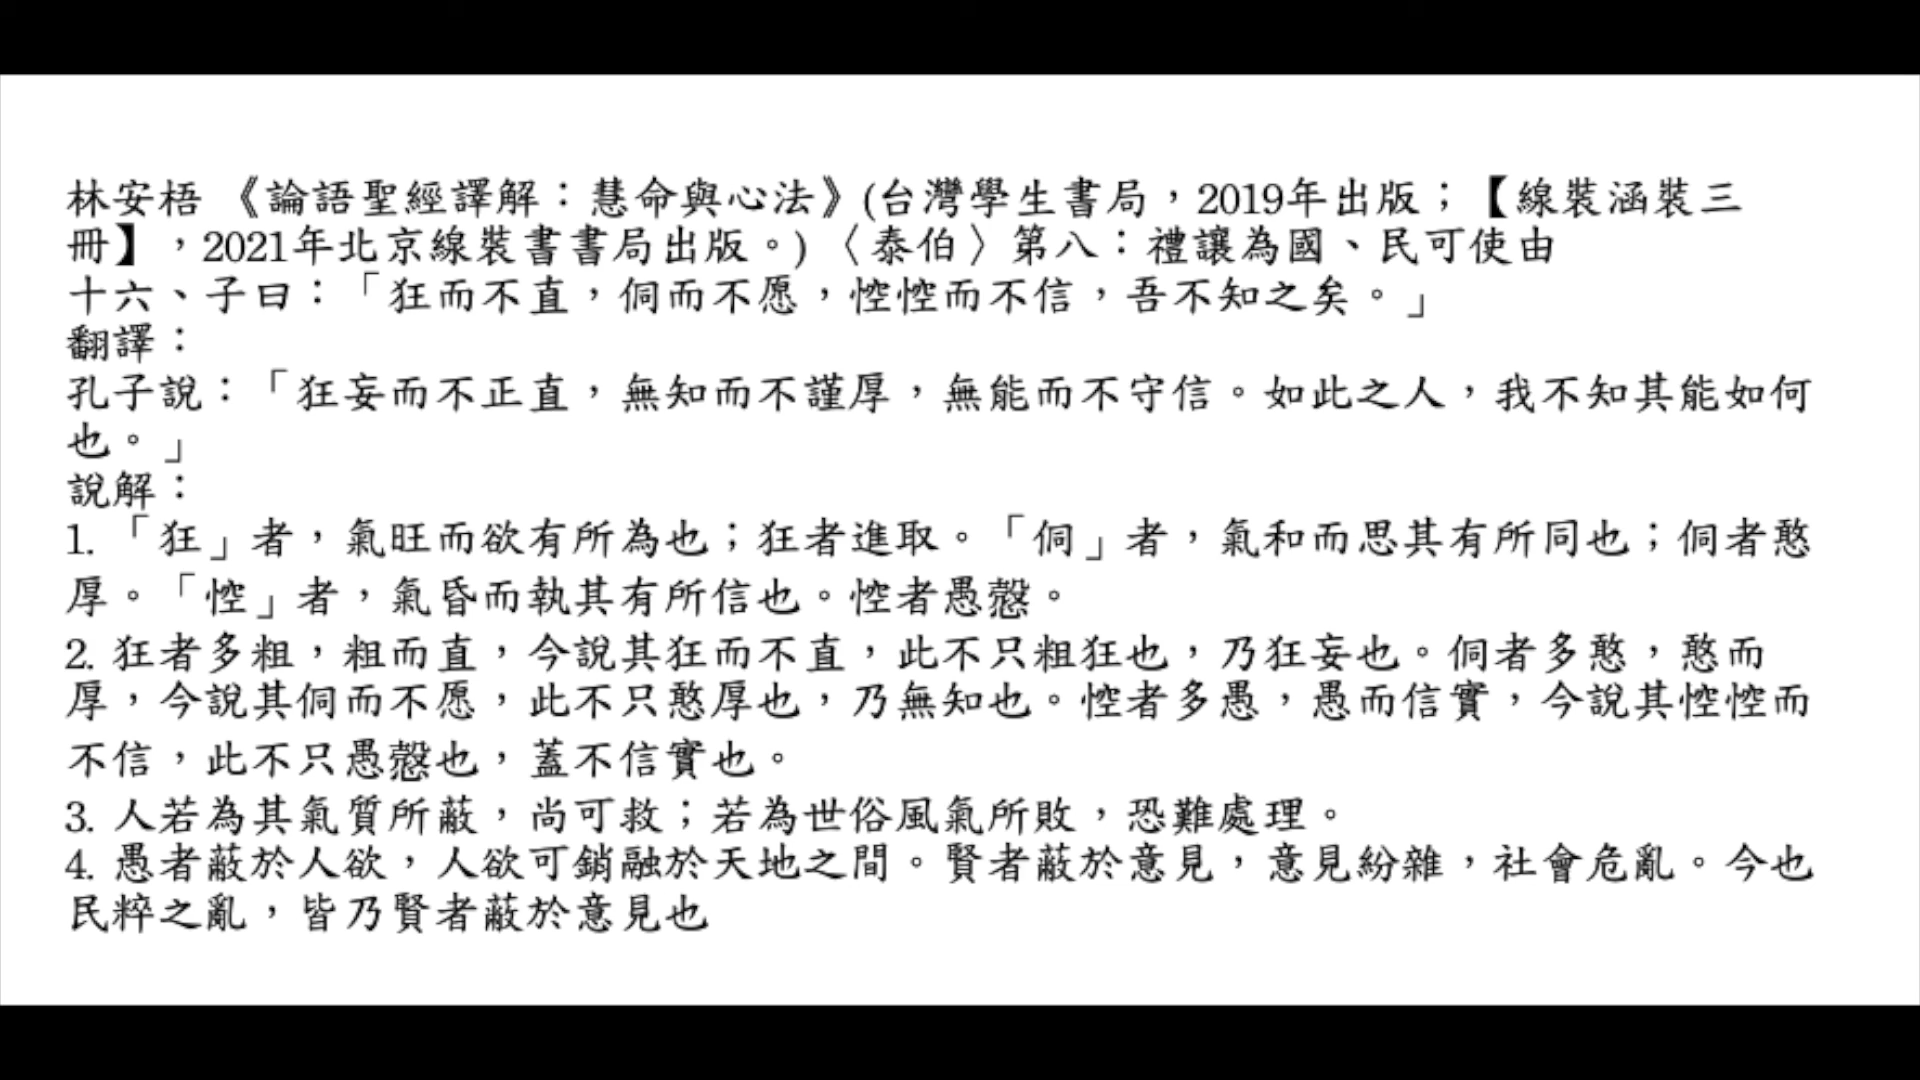 林安梧 《論語聖經譯解：慧命與心法》(台灣學生書局，2019年出版；【線裝涵裝三
冊】，2021年北京線裝書書局出版。) 〈泰伯〉第八：禮讓為國、民可使由
十六、子曰：「狂而不直，侗而不愿，悾悾而不信，吾不知之矣。」
翻譯：
孔子說：「狂妄而不正直，無知而不謹厚，無能而不守信。如此之人，我不知其能如何
也。」
說解：
1. 「狂」者，氣旺而欲有所為也；狂者進取。「侗」者，氣和而思其有所同也；侗者憨
厚。「悾」者，氣昏而執其有所信也。悾者愚慤。
2. 狂者多粗，粗而直，今說其狂而不直，此不只粗狂也，乃狂妄也。侗者多憨，憨而
厚，今說其侗而不愿，此不只憨厚也，乃無知也。悾者多愚，愚而信實，今說其悾悾而
不信，此不只愚慤也，蓋不信實也。
3. 人若為其氣質所蔽，尚可救；若為世俗風氣所敗，恐難處理。
4. 愚者蔽於人欲，人欲可銷融於天地之間。賢者蔽於意見，意見紛雜，社會危亂。今也
民粹之亂，皆乃賢者蔽於意見也